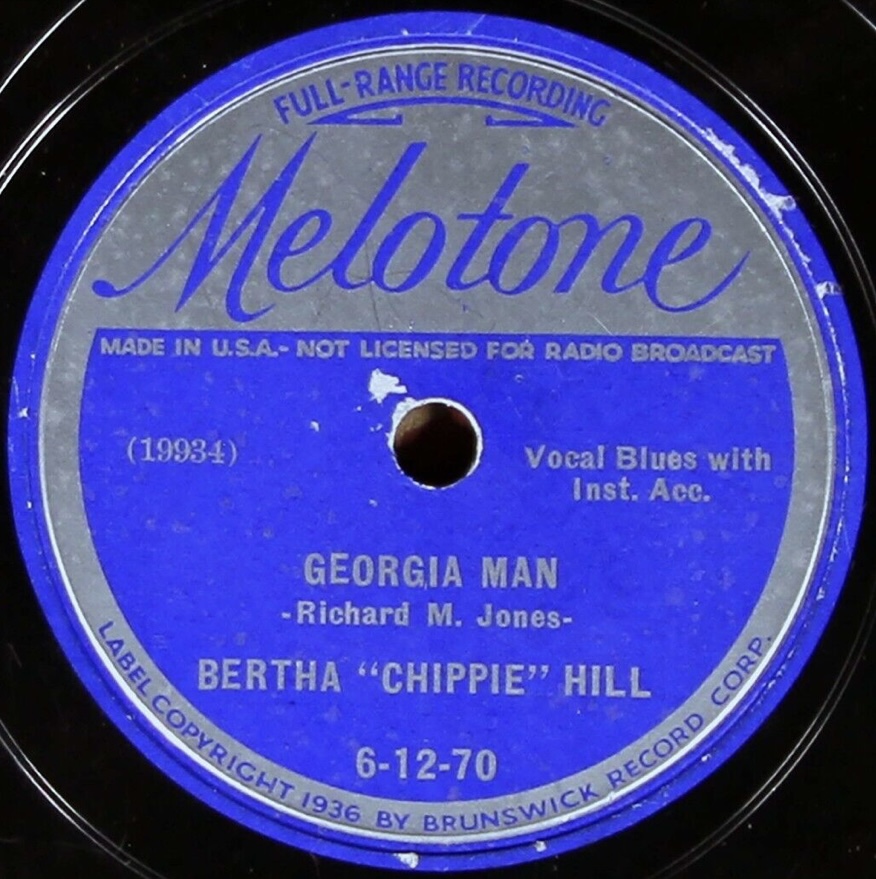 FULL-RANGE RECORDING
Melotone
MADE IN U.S.A.- NOT LICENSED FOR RADIO BROADCAST
(19934)
Vocal Blues with
Inst. Acc.
GEORGIA MAN
-Richard M. Jones-
BERTHA “CHIPPIE” HILL
6-12-70
LABEL COPYRIGHT 1936 BY BRUNSWICK RECORD CORP.